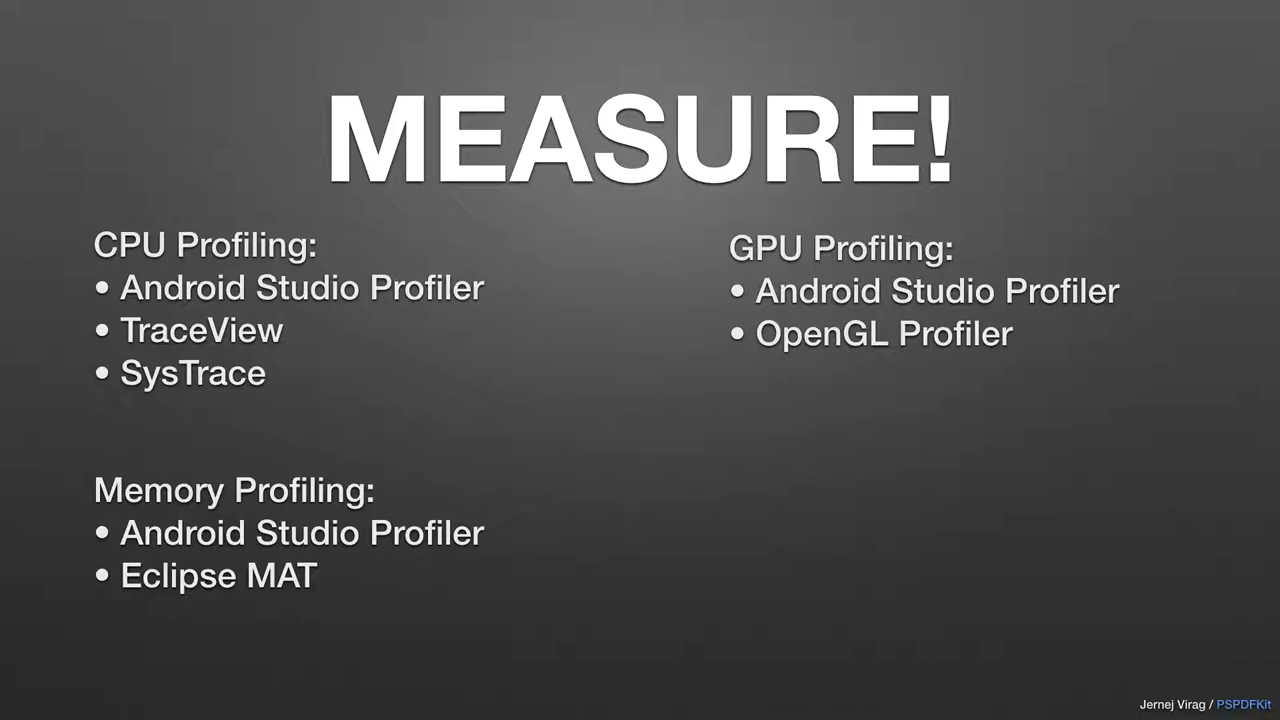 MEASURE!
CPU Profiling:
• Android Studio Profiler
• TraceView
• SysTrace
GPU Profiling:
• Android Studio Profiler
• OpenGL Profiler
Memory Profiling:
• Android Studio Profiler
• Eclipse MAT
Jernej Virag / PSPDFKit